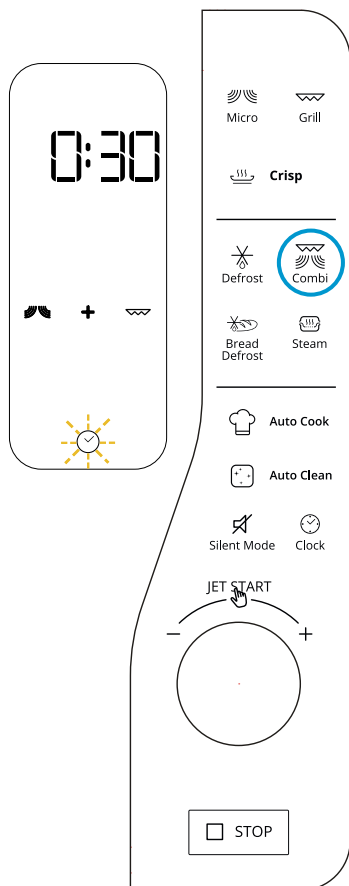 0:30
+
Micro Grill
Crisp
Defrost Combi
Bread Steam
Defrost
Auto Cook
Auto Clean
Silent Mode Clock
JET START
− +
STOP